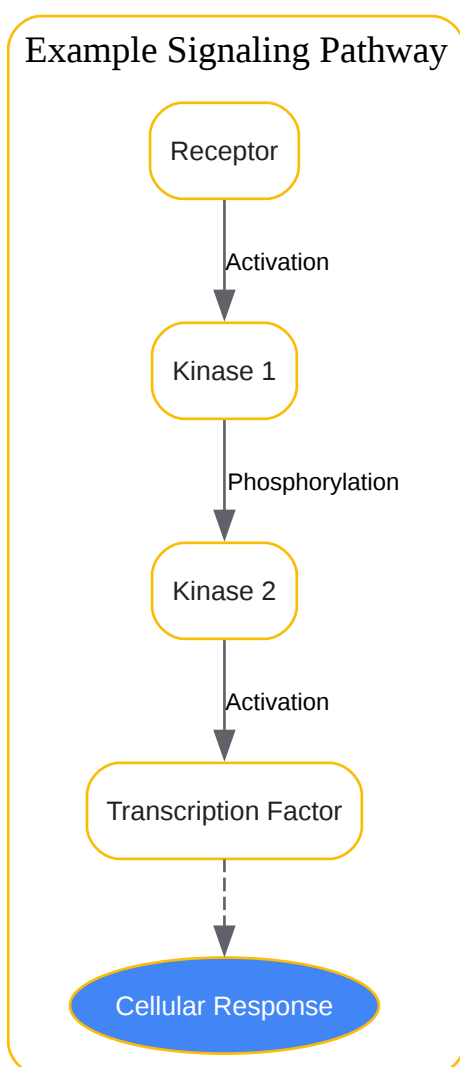 Example Signaling Pathway
Receptor
Activation
Kinase 1
Phosphorylation
Kinase 2
Activation
Transcription Factor
Cellular Response